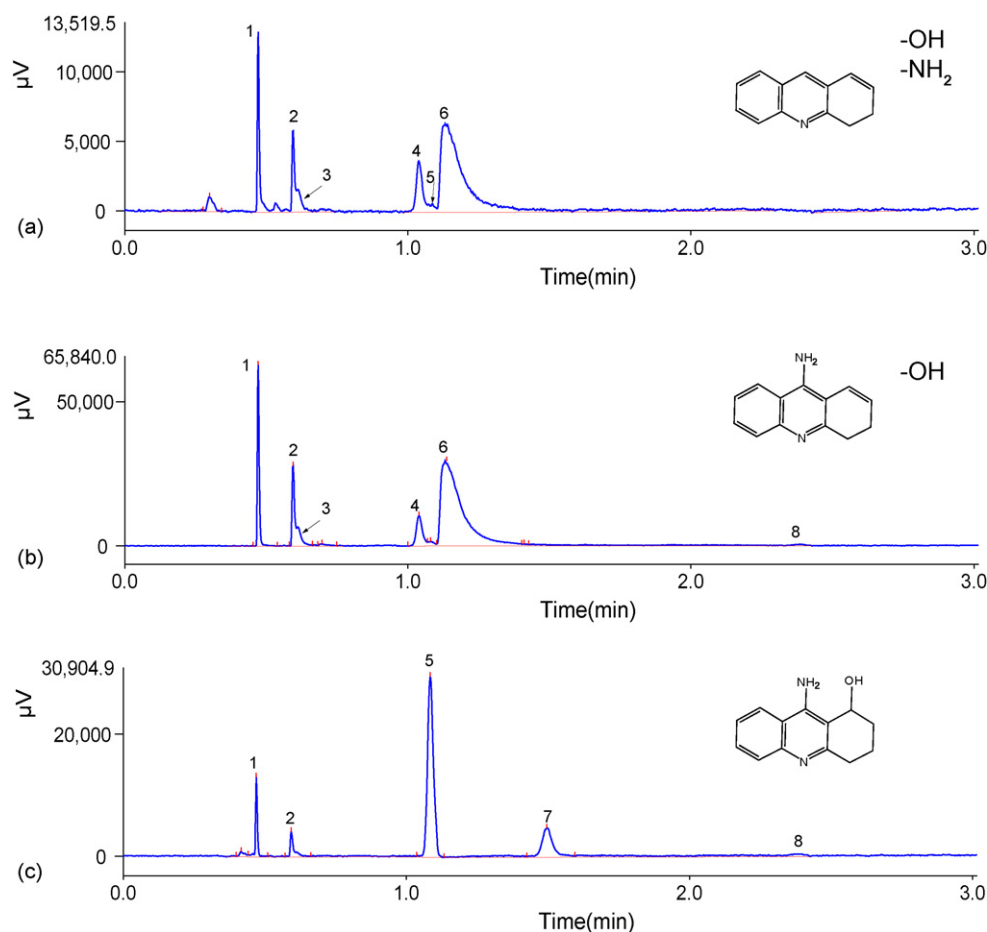 13,519.5
10,000
5,000
0
µV
1
2
3
4
5
6
-OH
-NH₂
N
(a)
0.0
1.0
2.0
3.0
Time(min)
65,840.0
50,000
0
µV
1
2
3
4
6
8
NH₂
N
-OH
(b)
0.0
1.0
2.0
3.0
Time(min)
30,904.9
20,000
0
µV
1
2
5
7
8
NH₂ OH
N
(c)
0.0
1.0
2.0
3.0
Time(min)